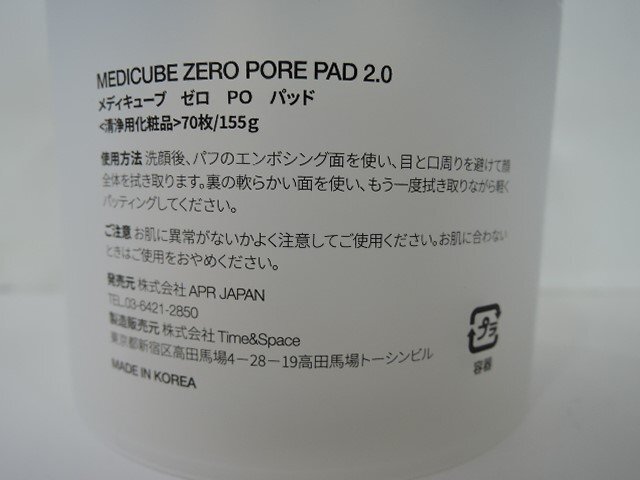 MEDICUBE ZERO PORE PAD 2.0
メディキューブ ゼロ PO パッド
<清浄用化粧品>70枚/155g
使用方法 洗顔後、パフのエンボシング面を使い、目と口周りを避けて顔
全体を拭き取ります。裏の軟らかい面を使い、もう一度拭き取りながら軽く
パッティングしてください。
ご注意 お肌に異常がないかよく注意してご使用ください。お肌に合わない
ときはご使用をおやめください。
発売元 株式会社 APR JAPAN
TEL.03-6421-2850
製造販売元 株式会社 Time&Space
東京都新宿区高田馬場4-28-19高田馬場トーシンビル
MADE IN KOREA
プラ
容器